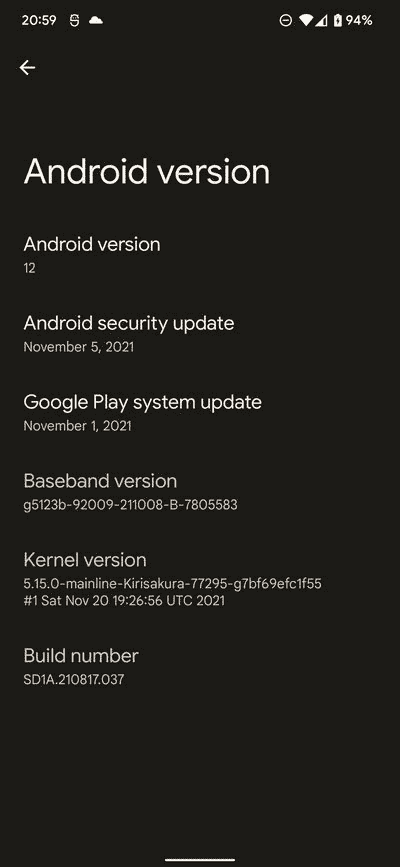 20:59
94%
Android version
Android version
12
Android security update
November 5, 2021
Google Play system update
November 1, 2021
Baseband version
g5123b-92009-211008-B-7805583
Kernel version
5.15.0-mainline-Kirisakura-77295-g7bf69efc1f55
#1 Sat Nov 20 19:26:56 UTC 2021
Build number
SD1A.210817.037